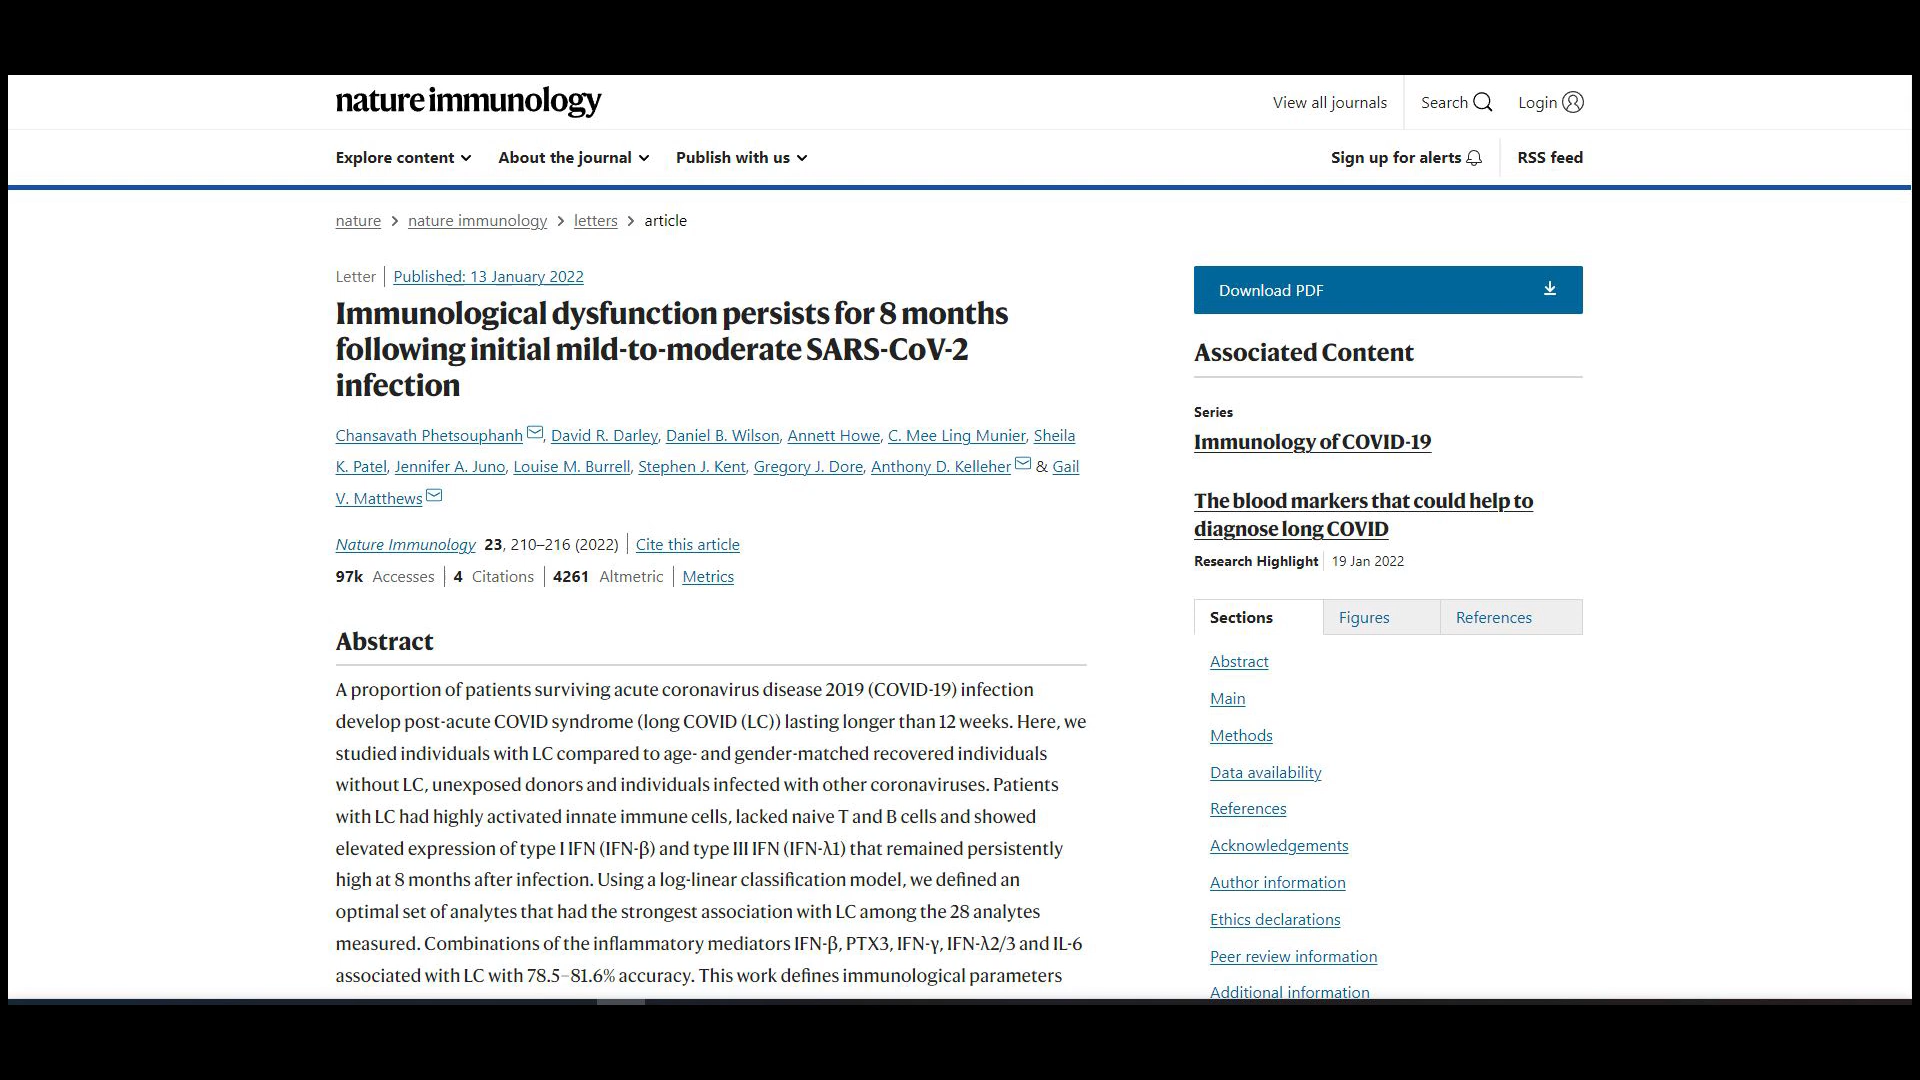 nature immunology
View all journals
Search
Login
Explore content
About the journal
Publish with us
Sign up for alerts
RSS feed
nature > nature immunology > letters > article
Letter | Published: 13 January 2022
Immunological dysfunction persists for 8 months
following initial mild-to-moderate SARS-CoV-2
infection
Chansavath Phetsouphanh, David R. Darley, Daniel B. Wilson, Annett Howe, C. Mee Ling Munier, Sheila
K. Patel, Jennifer A. Juno, Louise M. Burrell, Stephen J. Kent, Gregory J. Dore, Anthony D. Kelleher & Gail
V. Matthews
Nature Immunology 23, 210–216 (2022) | Cite this article
97k Accesses | 4 Citations | 4261 Altmetric | Metrics
Abstract
A proportion of patients surviving acute coronavirus disease 2019 (COVID-19) infection
develop post-acute COVID syndrome (long COVID (LC)) lasting longer than 12 weeks. Here, we
studied individuals with LC compared to age- and gender-matched recovered individuals
without LC, unexposed donors and individuals infected with other coronaviruses. Patients
with LC had highly activated innate immune cells, lacked naive T and B cells and showed
elevated expression of type I IFN (IFN-β) and type III IFN (IFN-λ1) that remained persistently
high at 8 months after infection. Using a log-linear classification model, we defined an
optimal set of analytes that had the strongest association with LC among the 28 analytes
measured. Combinations of the inflammatory mediators IFN-β, PTX3, IFN-γ, IFN-λ2/3 and IL-6
associated with LC with 78.5–81.6% accuracy. This work defines immunological parameters
Download PDF
Associated Content
Series
Immunology of COVID-19
The blood markers that could help to
diagnose long COVID
Research Highlight | 19 Jan 2022
Sections
Figures
References
Abstract
Main
Methods
Data availability
References
Acknowledgements
Author information
Ethics declarations
Peer review information
Additional information